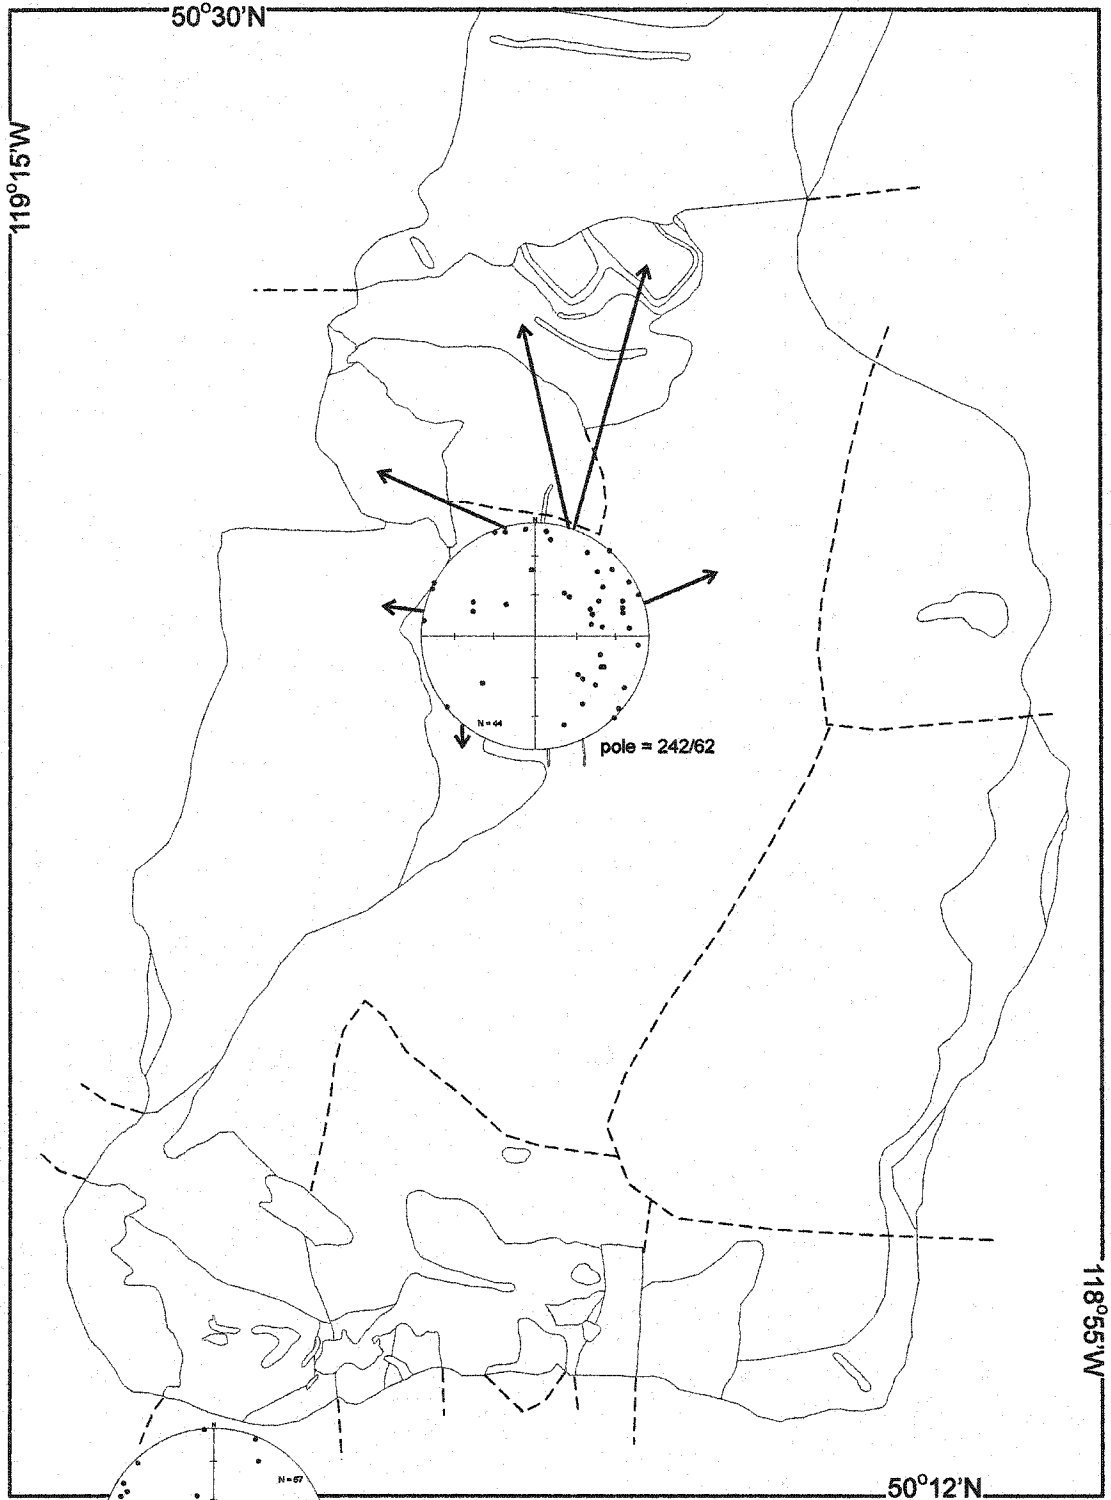 50°30'N
119°15'W
N
N = 44
pole = 242/62
118°55'W
N
N = 67
50°12'N